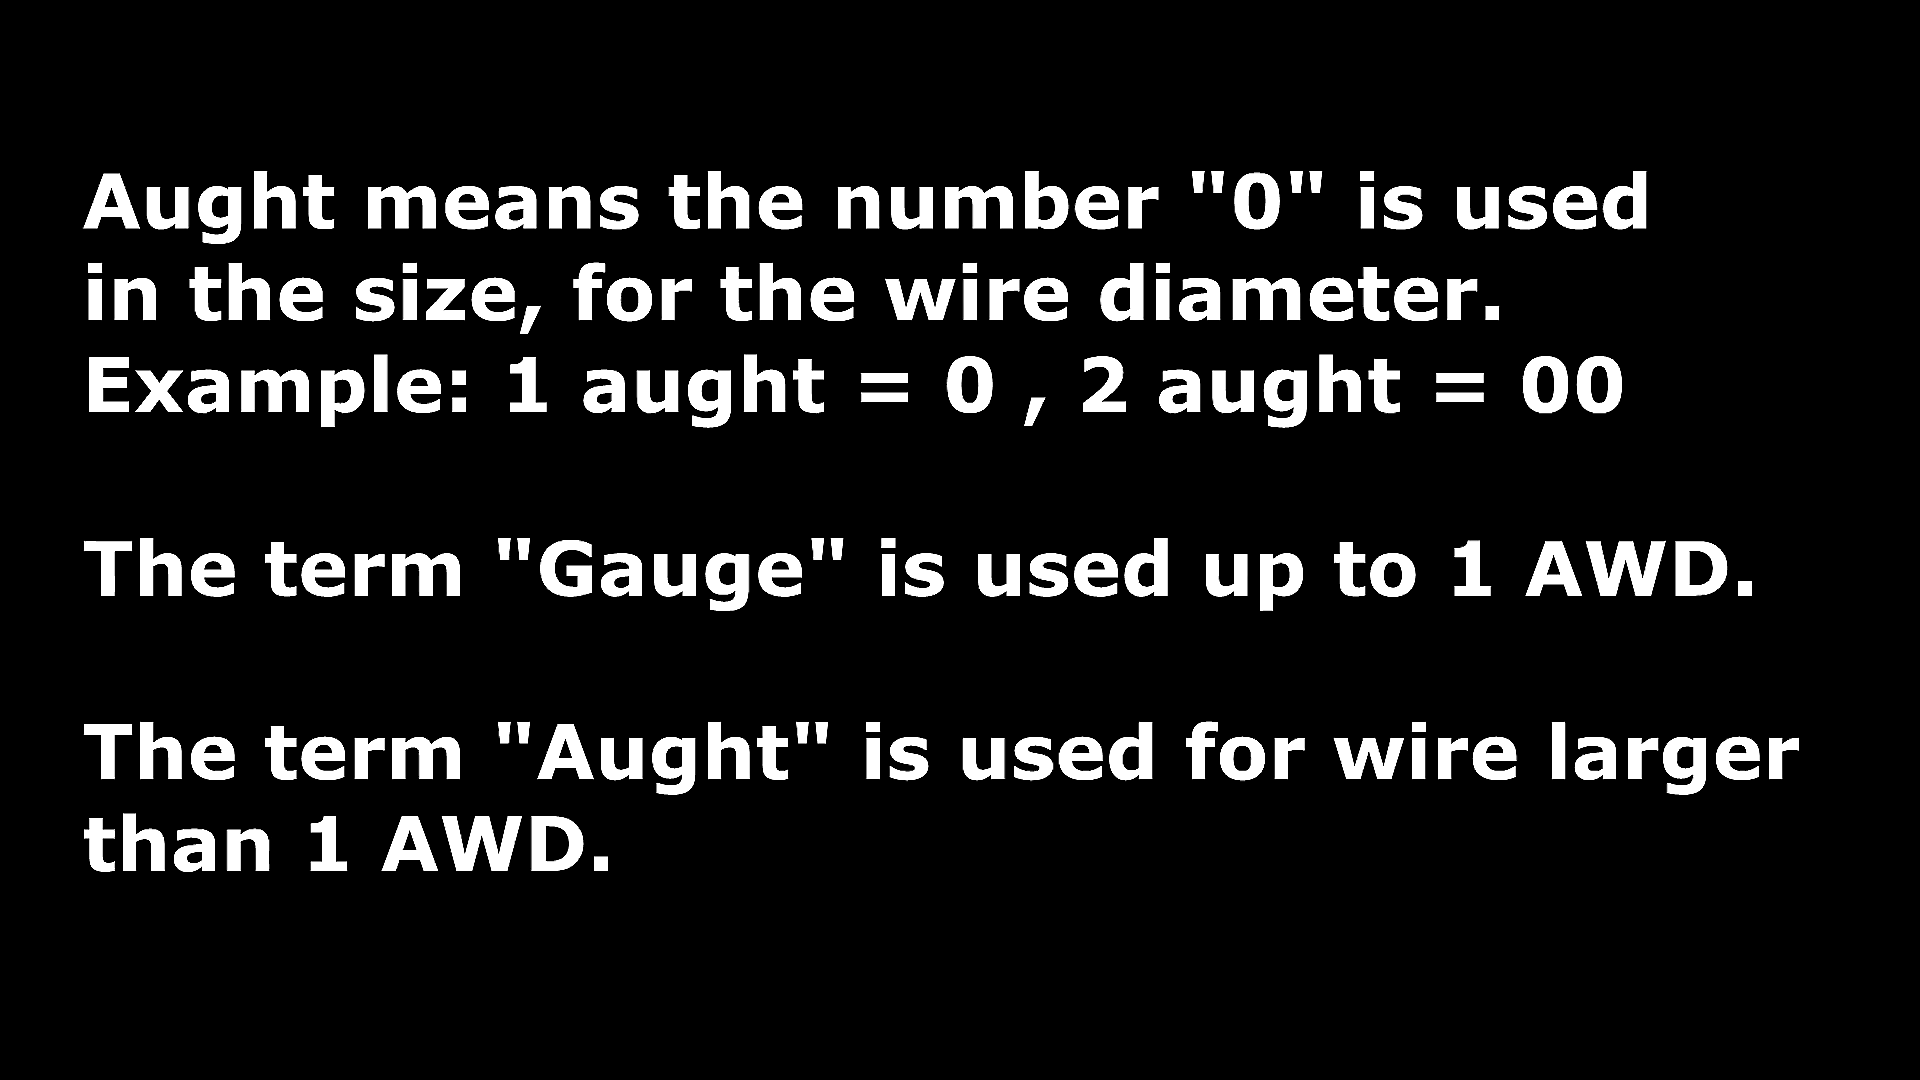 Aught means the number "0" is used
in the size, for the wire diameter.
Example: 1 aught = 0 , 2 aught = 00
The term "Gauge" is used up to 1 AWD.
The term "Aught" is used for wire larger
than 1 AWD.